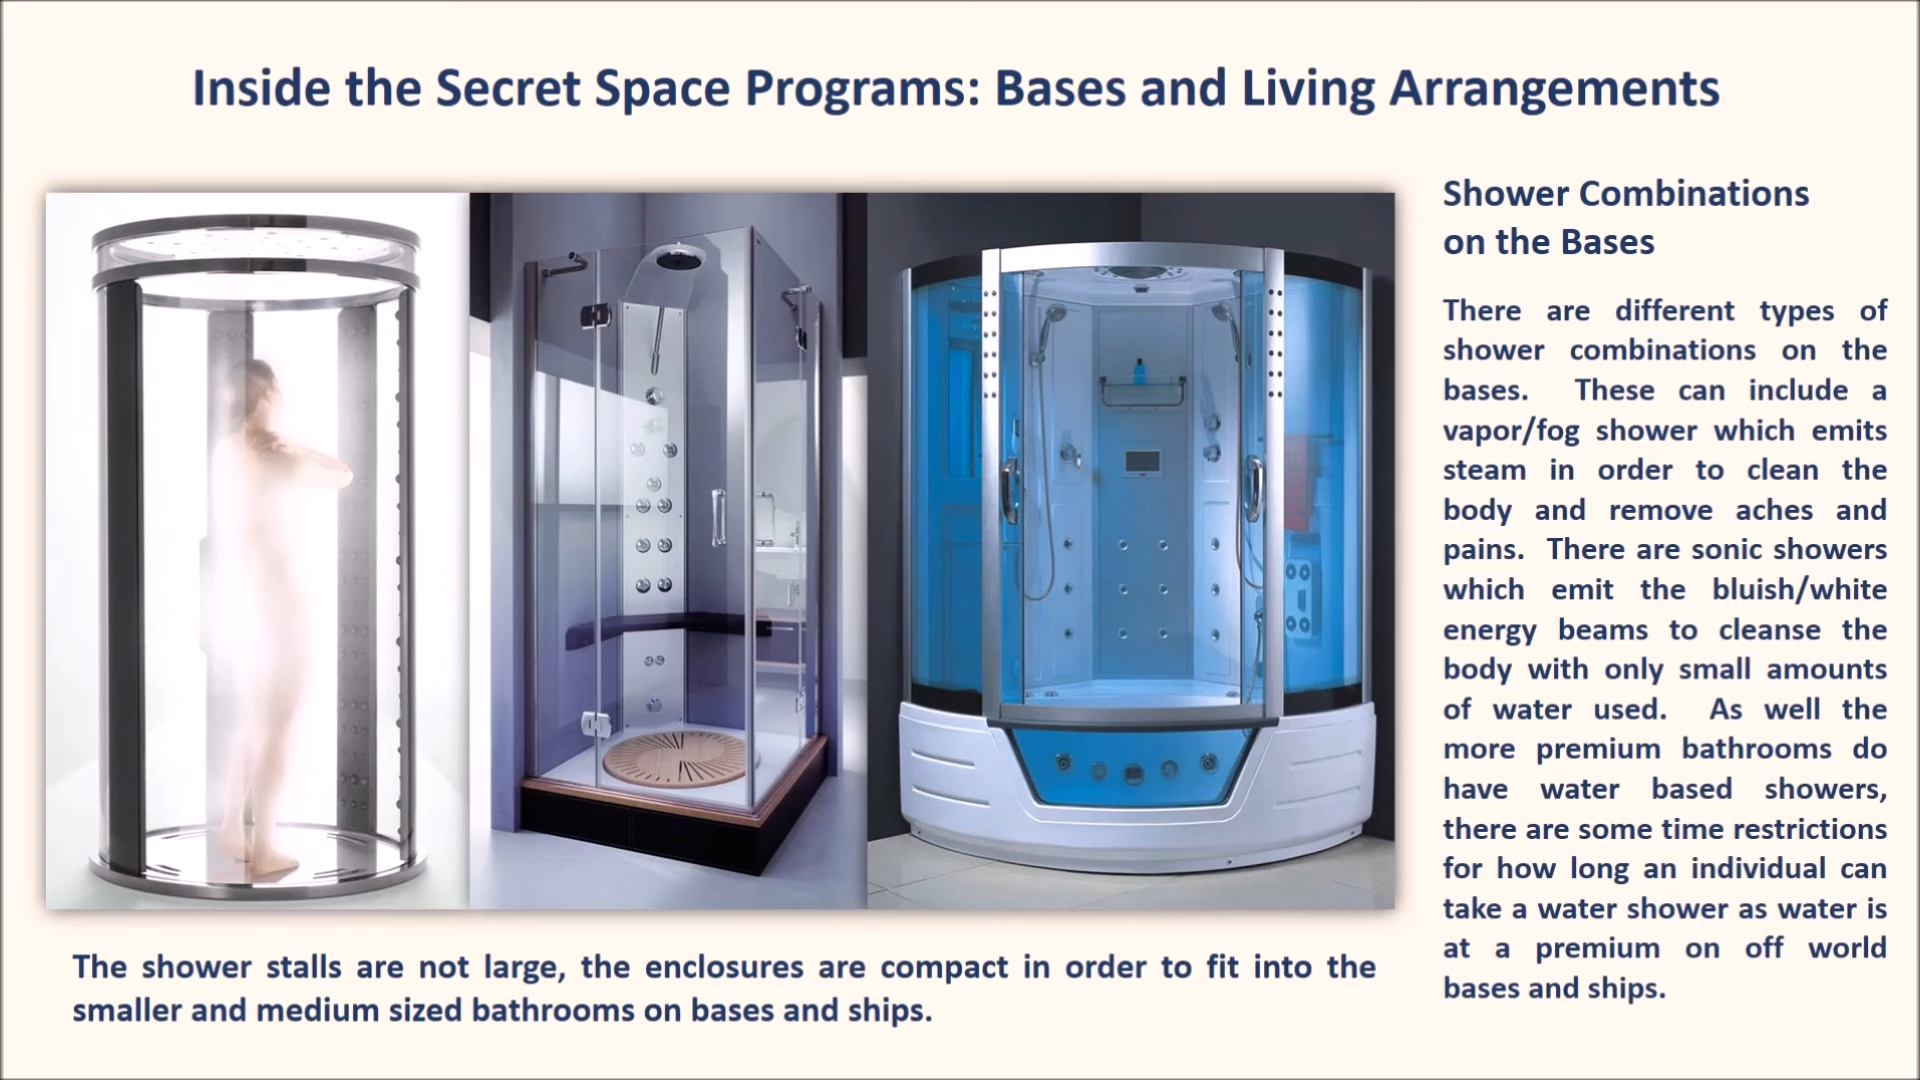 Inside the Secret Space Programs: Bases and Living Arrangements
Shower Combinations
on the Bases
There are different types of
shower combinations on the
bases. These can include a
vapor/fog shower which emits
steam in order to clean the
body and remove aches and
pains. There are sonic showers
which emit the bluish/white
energy beams to cleanse the
body with only small amounts
of water used. As well the
more premium bathrooms do
have water based showers,
there are some time restrictions
for how long an individual can
take a water shower as water is
at a premium on off world
bases and ships.
The shower stalls are not large, the enclosures are compact in order to fit into the
smaller and medium sized bathrooms on bases and ships.